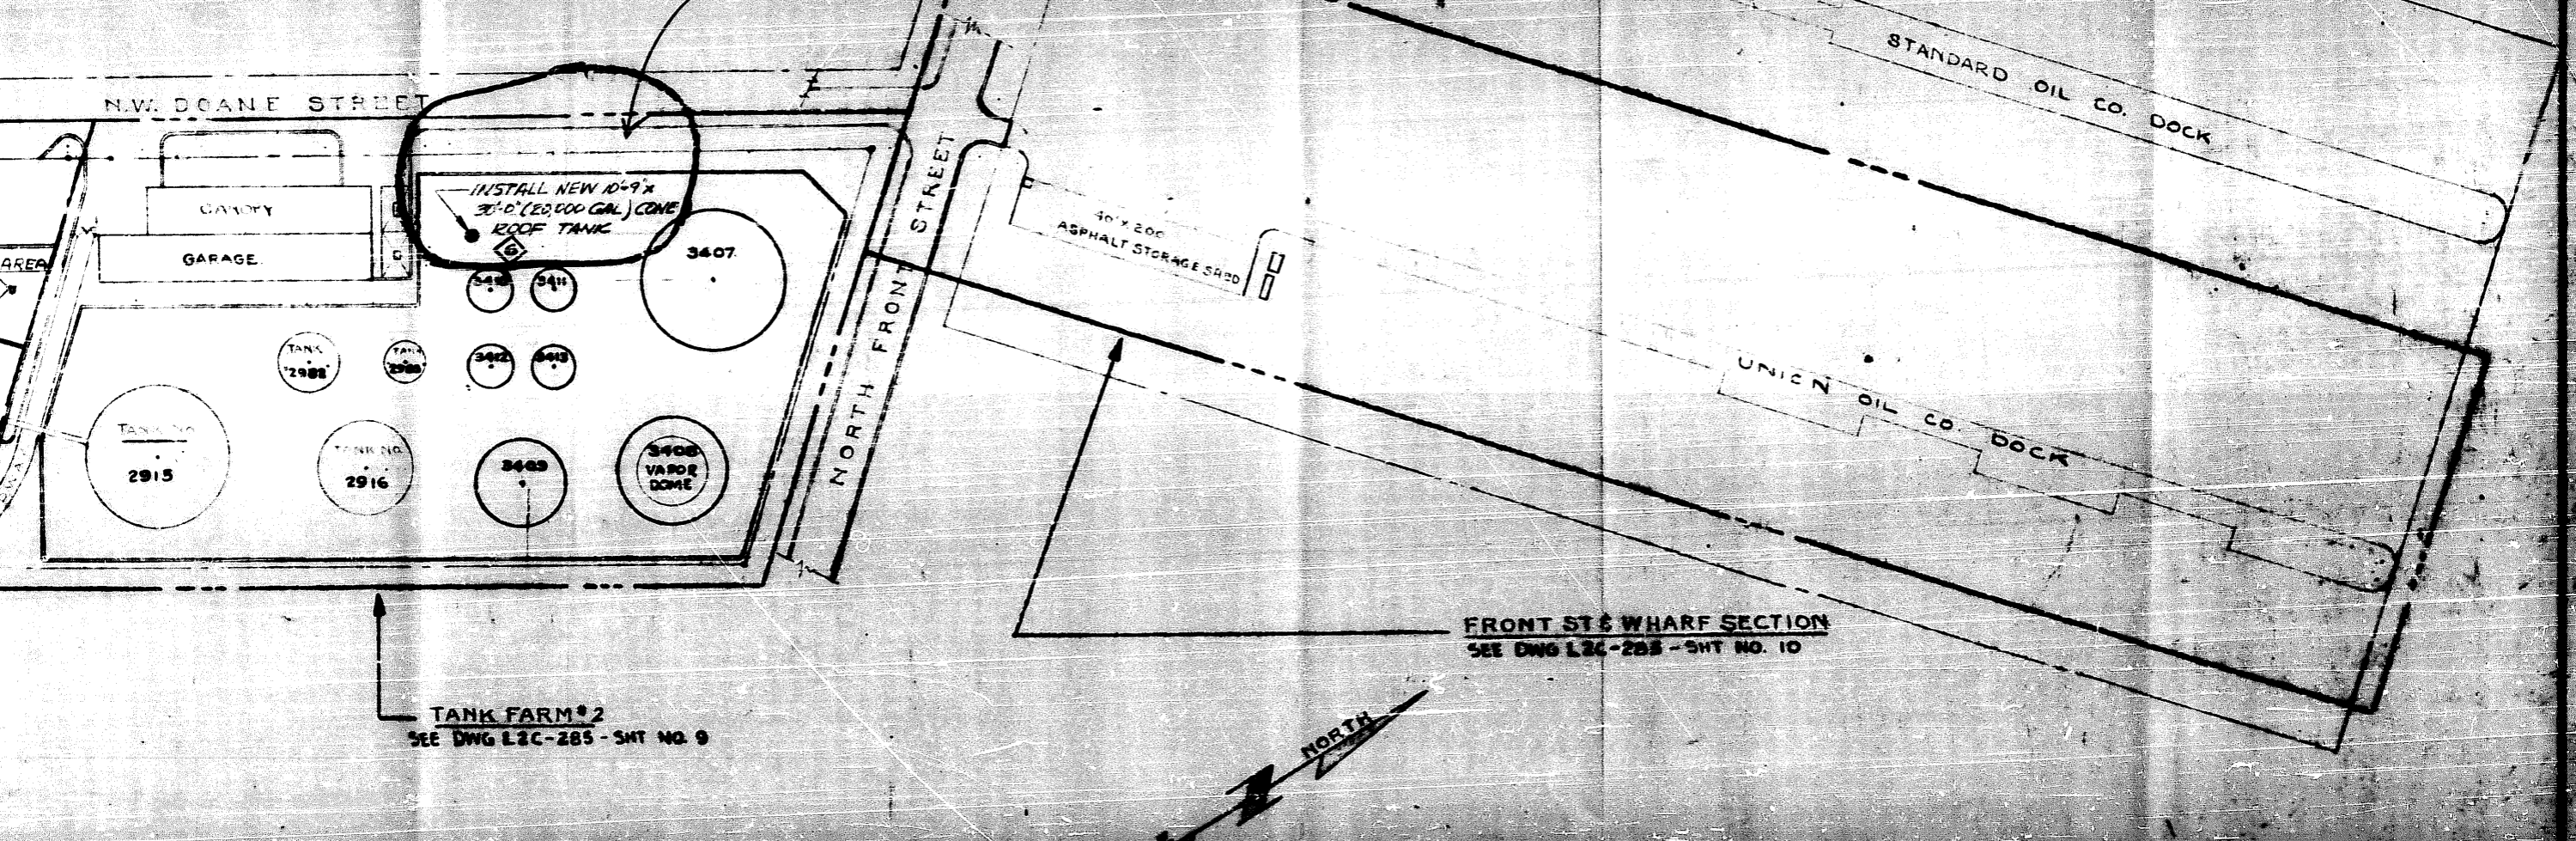 STANDARD OIL CO. DOCK
N.W. DOANE STREET
INSTALL NEW 10'-9" x
30'-0" (20,000 GAL) CONE
ROOF TANK
6
CANOPY
GARAGE
AREA
3407
3410
3411
3412
3413
TANK
2988
TANK
TANK NO.
2915
TANK NO.
2916
3409
3408
VAPOR
DOME
NORTH FRONT STREET
40' x 200'
ASPHALT STORAGE SHED
UNION OIL CO. DOCK
FRONT ST & WHARF SECTION
SEE DWG L2C-285 - SHT NO. 10
TANK FARM #2
SEE DWG L2C-285 - SHT NO. 9
NORTH